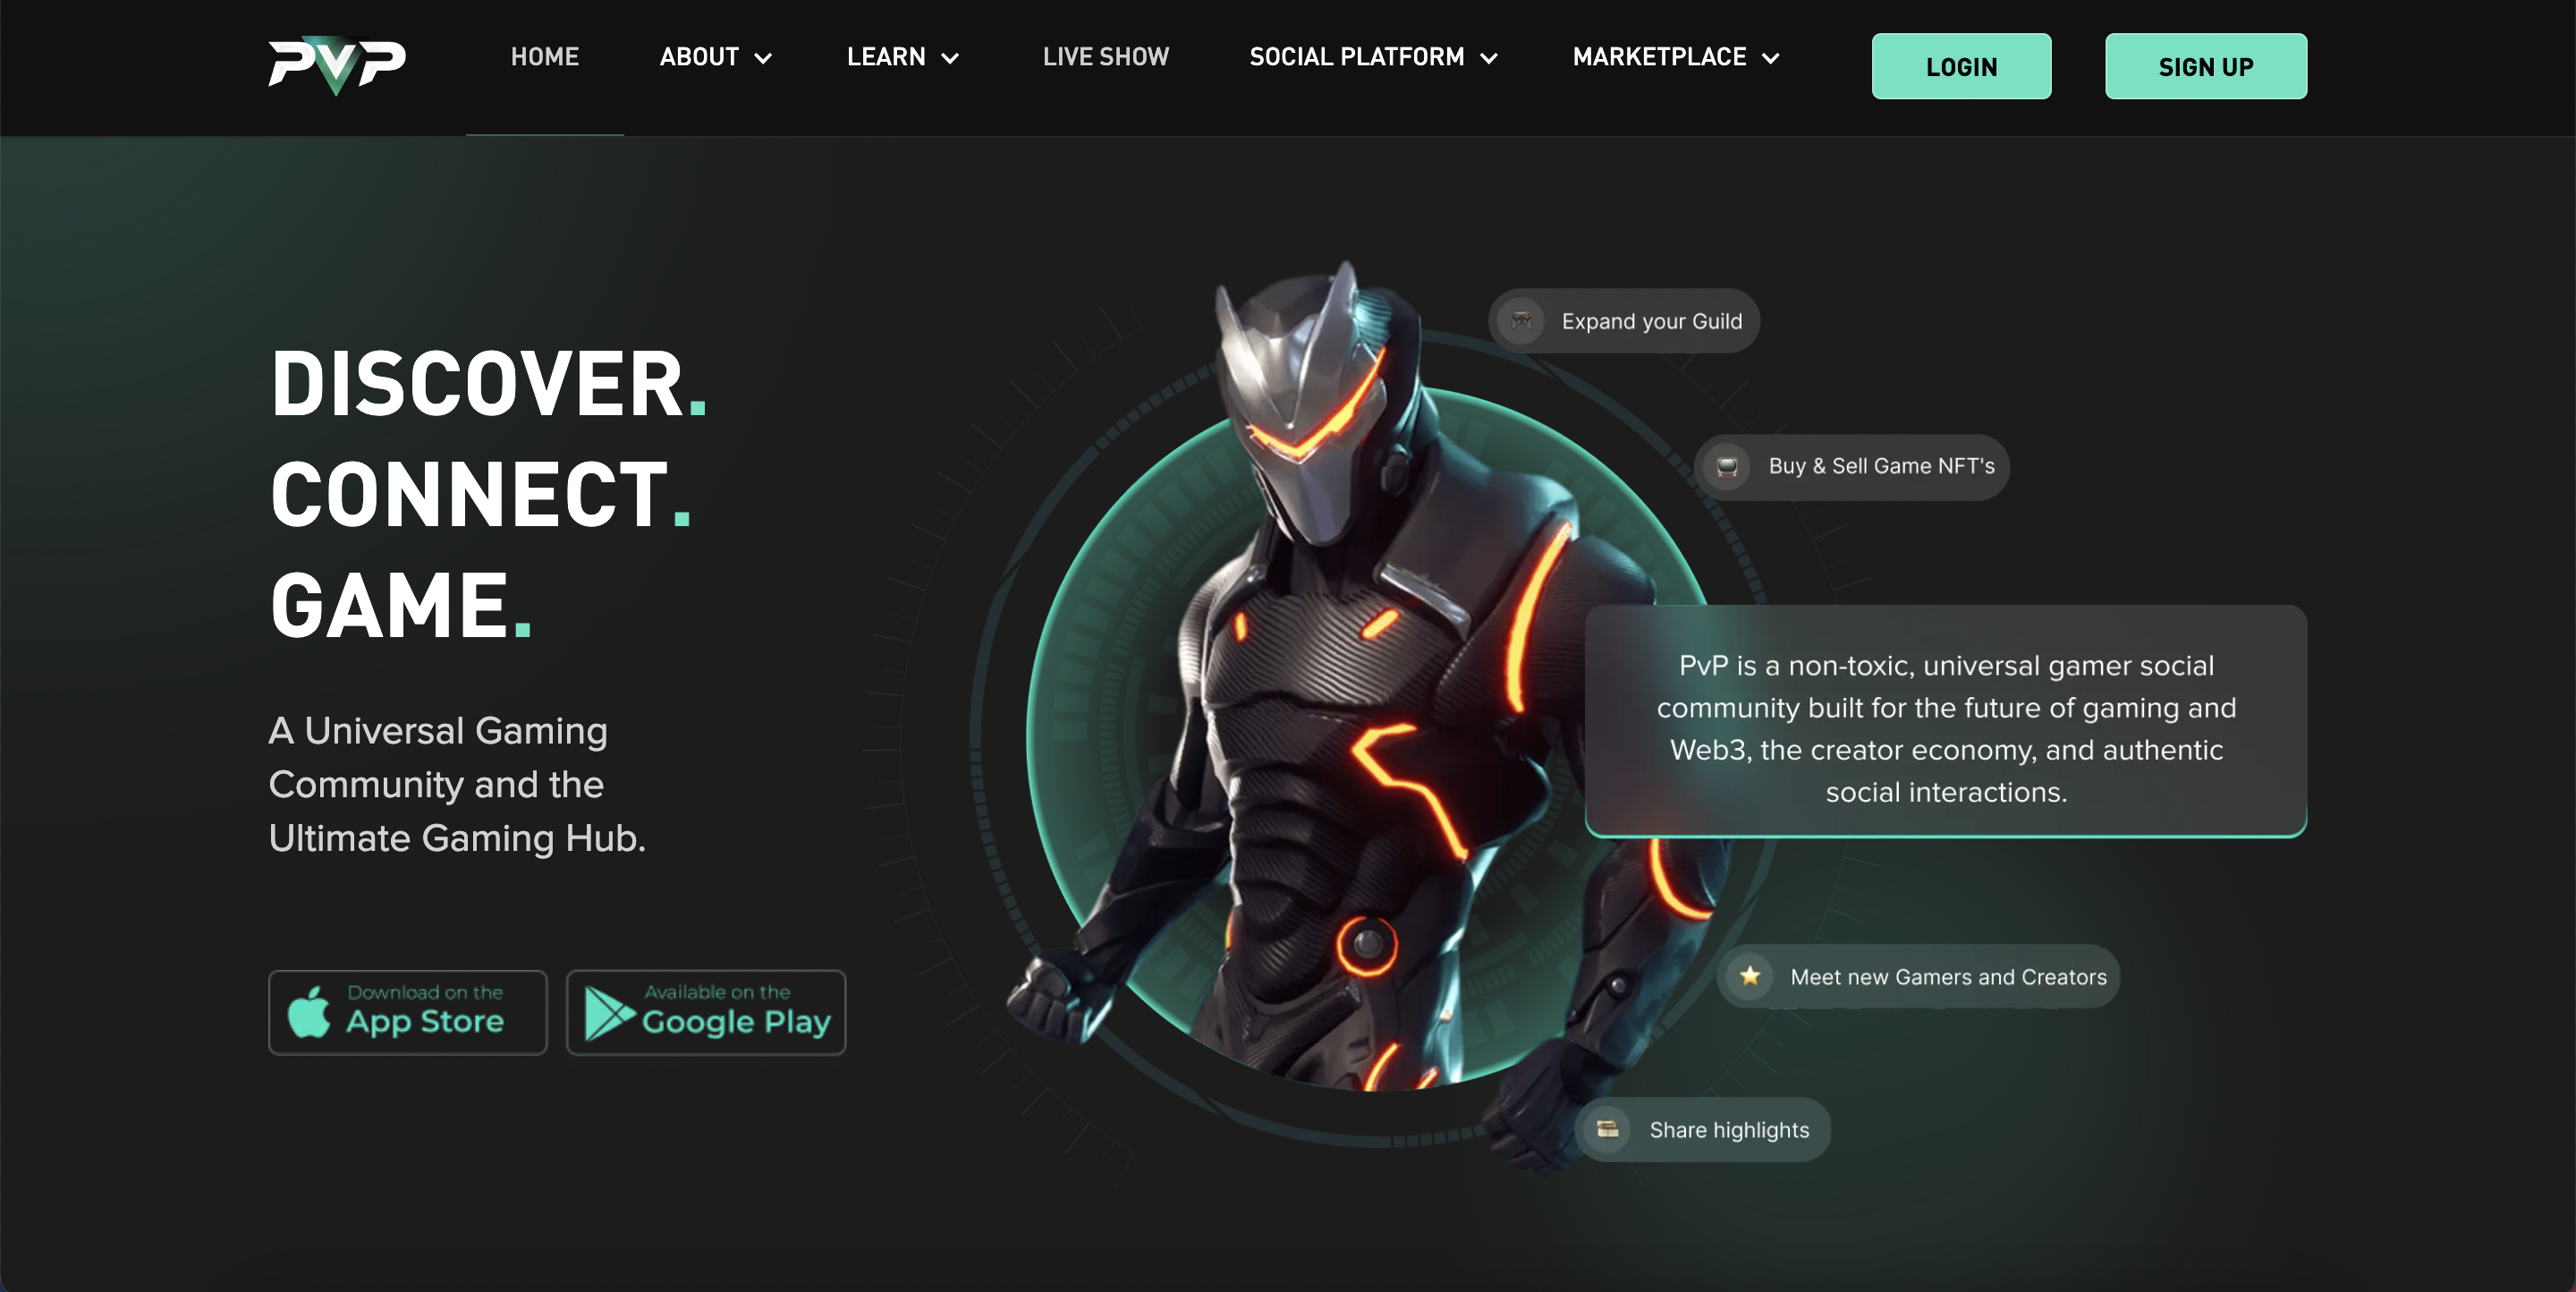 PvP
HOME
ABOUT
LEARN
LIVE SHOW
SOCIAL PLATFORM
MARKETPLACE
LOGIN
SIGN UP
DISCOVER.
CONNECT.
GAME.
A Universal Gaming
Community and the
Ultimate Gaming Hub.
Download on the
App Store
Available on the
Google Play
Expand your Guild
Buy & Sell Game NFT's
PvP is a non-toxic, universal gamer social
community built for the future of gaming and
Web3, the creator economy, and authentic
social interactions.
Meet new Gamers and Creators
Share highlights